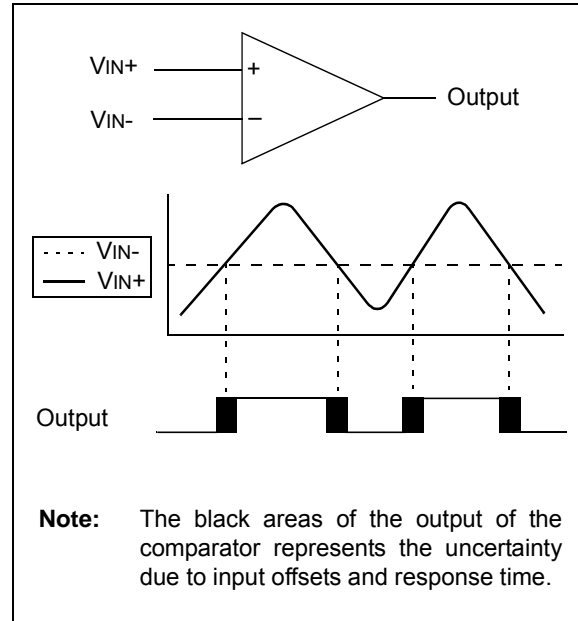 VIN+
+
Output
VIN-
–
VIN-
VIN+
Output
Note: The black areas of the output of the
comparator represents the uncertainty
due to input offsets and response time.